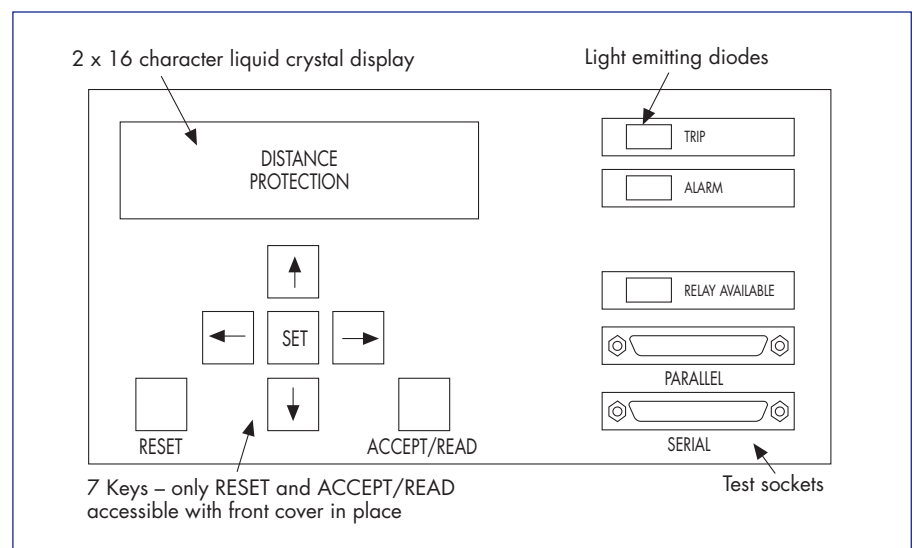 2 x 16 character liquid crystal display
Light emitting diodes
DISTANCE
PROTECTION
TRIP
ALARM
RELAY AVAILABLE
SET
PARALLEL
RESET
ACCEPT/READ
SERIAL
7 Keys – only RESET and ACCEPT/READ
accessible with front cover in place
Test sockets